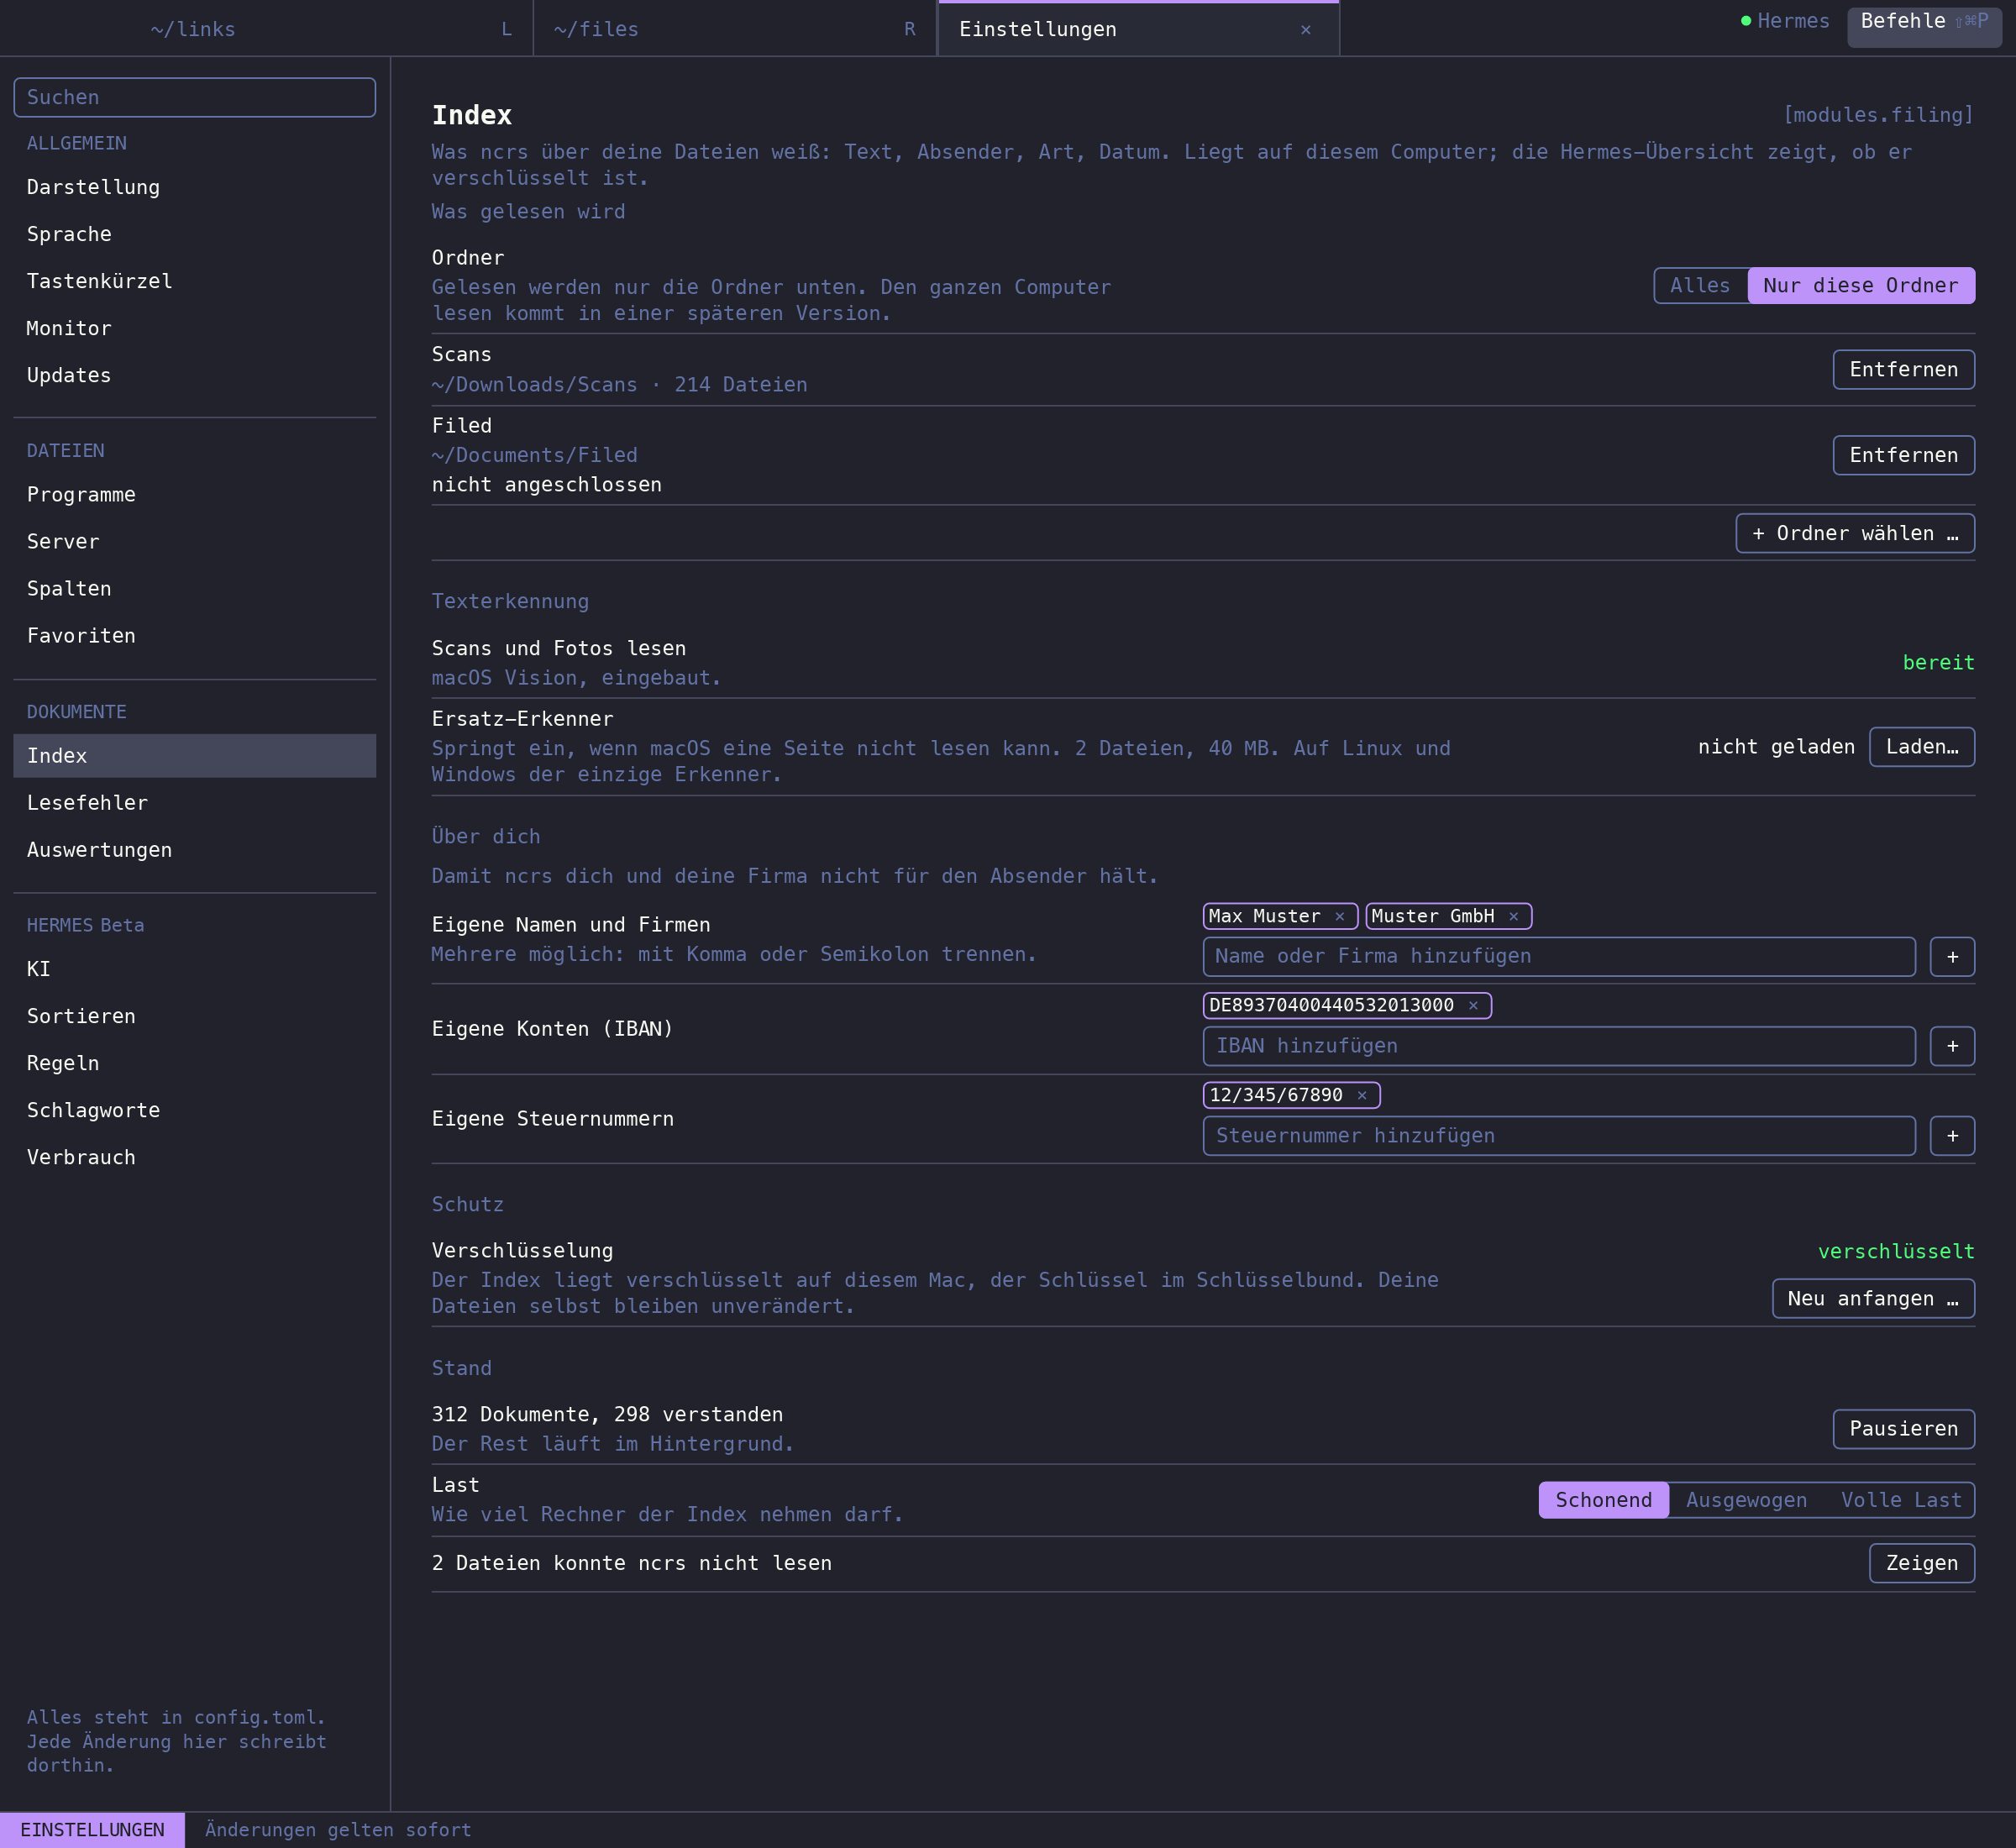 ~/links L ~/files R Einstellungen × Hermes Befehle ⇧⌘P
Suchen
ALLGEMEIN
Darstellung
Sprache
Tastenkürzel
Monitor
Updates
DATEIEN
Programme
Server
Spalten
Favoriten
DOKUMENTE
Index
Lesefehler
Auswertungen
HERMES Beta
KI
Sortieren
Regeln
Schlagworte
Verbrauch
Alles steht in config.toml.
Jede Änderung hier schreibt
dorthin.
Index [modules.filing]
Was ncrs über deine Dateien weiß: Text, Absender, Art, Datum. Liegt auf diesem Computer; die Hermes-Übersicht zeigt, ob er
verschlüsselt ist.
Was gelesen wird
Ordner
Gelesen werden nur die Ordner unten. Den ganzen Computer
lesen kommt in einer späteren Version.
Alles Nur diese Ordner
Scans
~/Downloads/Scans · 214 Dateien
Entfernen
Filed
~/Documents/Filed
nicht angeschlossen
Entfernen
+ Ordner wählen …
Texterkennung
Scans und Fotos lesen
macOS Vision, eingebaut.
bereit
Ersatz-Erkenner
Springt ein, wenn macOS eine Seite nicht lesen kann. 2 Dateien, 40 MB. Auf Linux und
Windows der einzige Erkenner.
nicht geladen Laden…
Über dich
Damit ncrs dich und deine Firma nicht für den Absender hält.
Eigene Namen und Firmen
Mehrere möglich: mit Komma oder Semikolon trennen.
Max Muster × Muster GmbH ×
Name oder Firma hinzufügen +
Eigene Konten (IBAN)
DE89370400440532013000 ×
IBAN hinzufügen +
Eigene Steuernummern
12/345/67890 ×
Steuernummer hinzufügen +
Schutz
Verschlüsselung
Der Index liegt verschlüsselt auf diesem Mac, der Schlüssel im Schlüsselbund. Deine
Dateien selbst bleiben unverändert.
verschlüsselt
Neu anfangen …
Stand
312 Dokumente, 298 verstanden
Der Rest läuft im Hintergrund.
Pausieren
Last
Wie viel Rechner der Index nehmen darf.
Schonend Ausgewogen Volle Last
2 Dateien konnte ncrs nicht lesen
Zeigen
EINSTELLUNGEN Änderungen gelten sofort